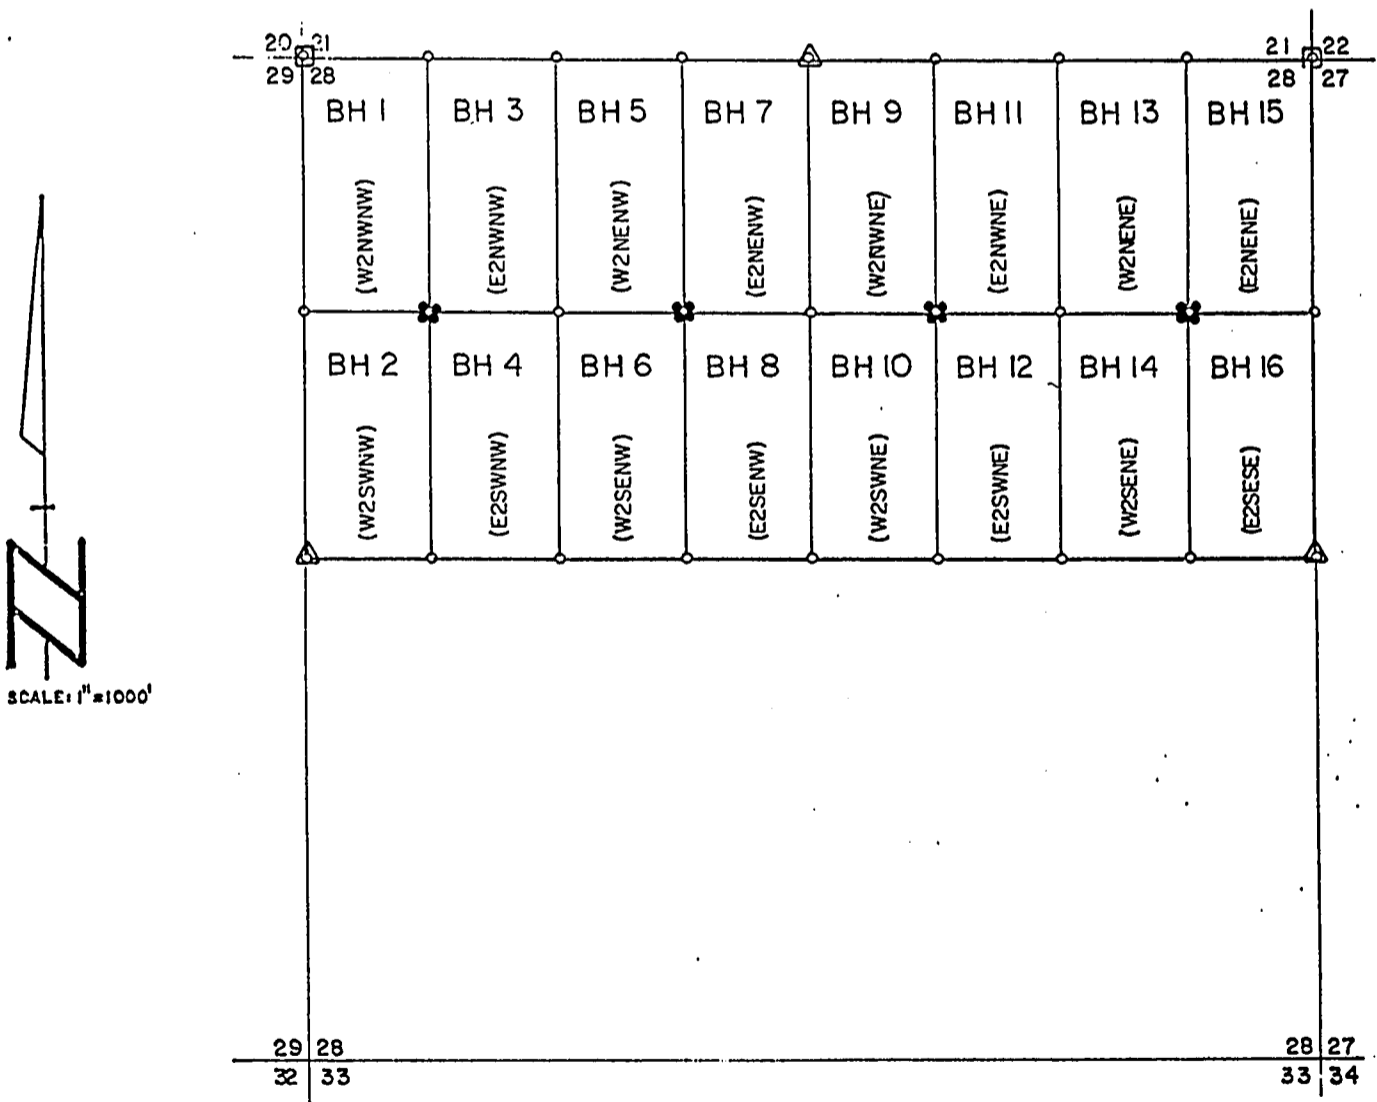 20 21 21 22
29 28 28 27
BH 1 BH 3 BH 5 BH 7 BH 9 BH 11 BH 13 BH 15
(W2NWNW) (E2NWNW) (W2NENW) (E2NENW) (W2NWNE) (E2NWNE) (W2NENE) (E2NENE)
BH 2 BH 4 BH 6 BH 8 BH 10 BH 12 BH 14 BH 16
(W2SWNW) (E2SWNW) (W2SENW) (E2SENW) (W2SWNE) (E2SWNE) (W2SENE) (E2SESE)
N
SCALE: 1"=1000'
29 28 28 27
32 33 33 34